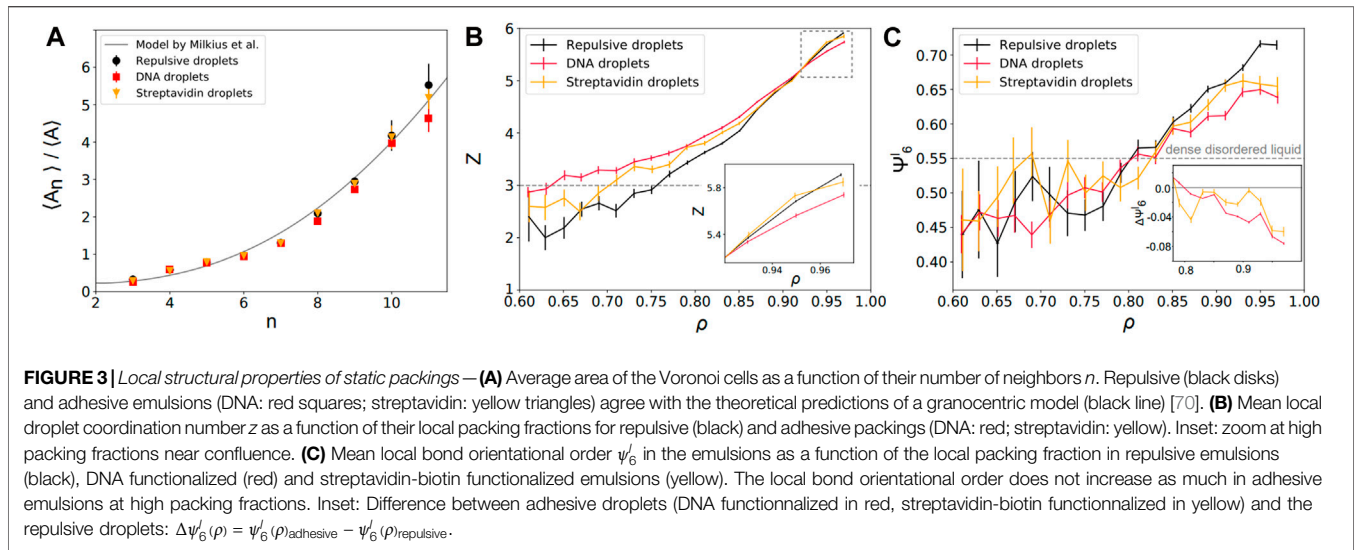 A
Model by Milkius et al.
Repulsive droplets
DNA droplets
Streptavidin droplets
⟨Aₙ⟩ / ⟨A⟩
6
5
4
3
2
1
0
2 4 6 8 10
n
B
Repulsive droplets
DNA droplets
Streptavidin droplets
Z
6
5
4
3
2
1
0.60 0.65 0.70 0.75 0.80 0.85 0.90 0.95 1.00
ρ
Z
5.8
5.4
0.94 0.96
ρ
C
Repulsive droplets
DNA droplets
Streptavidin droplets
Ψ₆ˡ
0.70
0.65
0.60
0.55
0.50
0.45
0.40
dense disordered liquid
0.60 0.65 0.70 0.75 0.80 0.85 0.90 0.95 1.00
ρ
ΔΨ₆ˡ
0.0
-0.04
-0.08
0.8 0.9
FIGURE 3 | Local structural properties of static packings — (A) Average area of the Voronoi cells as a function of their number of neighbors n. Repulsive (black disks)
and adhesive emulsions (DNA: red squares; streptavidin: yellow triangles) agree with the theoretical predictions of a granocentric model (black line) [70]. (B) Mean local
droplet coordination number z as a function of their local packing fractions for repulsive (black) and adhesive packings (DNA: red; streptavidin: yellow). Inset: zoom at high
packing fractions near confluence. (C) Mean local bond orientational order ψ₆ˡ in the emulsions as a function of the local packing fraction in repulsive emulsions
(black), DNA functionalized (red) and streptavidin-biotin functionalized emulsions (yellow). The local bond orientational order does not increase as much in adhesive
emulsions at high packing fractions. Inset: Difference between adhesive droplets (DNA functionnalized in red, streptavidin-biotin functionnalized in yellow) and the
repulsive droplets: Δψ₆ˡ(ρ) = ψ₆ˡ(ρ)adhesive − ψ₆ˡ(ρ)repulsive.